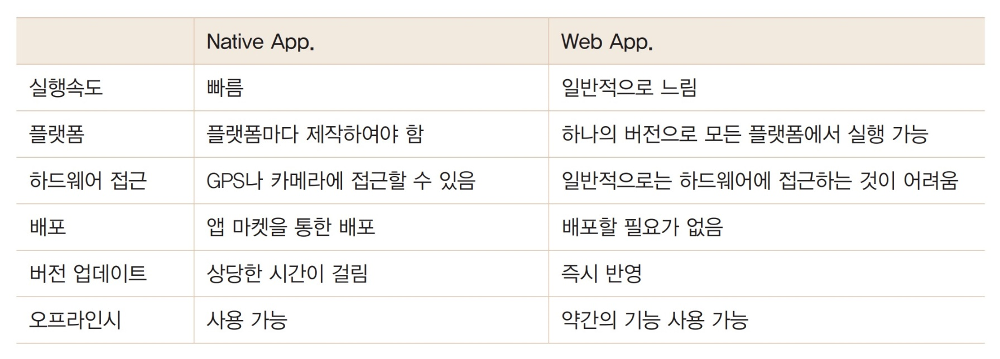 Native App. Web App.
실행속도 빠름 일반적으로 느림
플랫폼 플랫폼마다 제작하여야 함 하나의 버전으로 모든 플랫폼에서 실행 가능
하드웨어 접근 GPS나 카메라에 접근할 수 있음 일반적으로는 하드웨어에 접근하는 것이 어려움
배포 앱 마켓을 통한 배포 배포할 필요가 없음
버전 업데이트 상당한 시간이 걸림 즉시 반영
오프라인시 사용 가능 약간의 기능 사용 가능